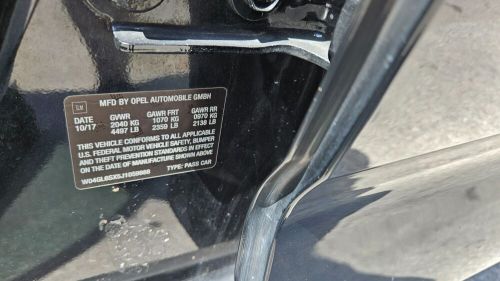 GM
MFD BY OPEL AUTOMOBILE GMBH
DATE GVWR GAWR FRT GAWR RR
10/17 2040 KG 1070 KG 0970 KG
4497 LB 2359 LB 2138 LB
THIS VEHICLE CONFORMS TO ALL APPLICABLE
U.S. FEDERAL MOTOR VEHICLE SAFETY, BUMPER
AND THEFT PREVENTION STANDARDS IN EFFECT
ON THE DATE OF MANUFACTURE SHOWN ABOVE.
TYPE: PASS CAR